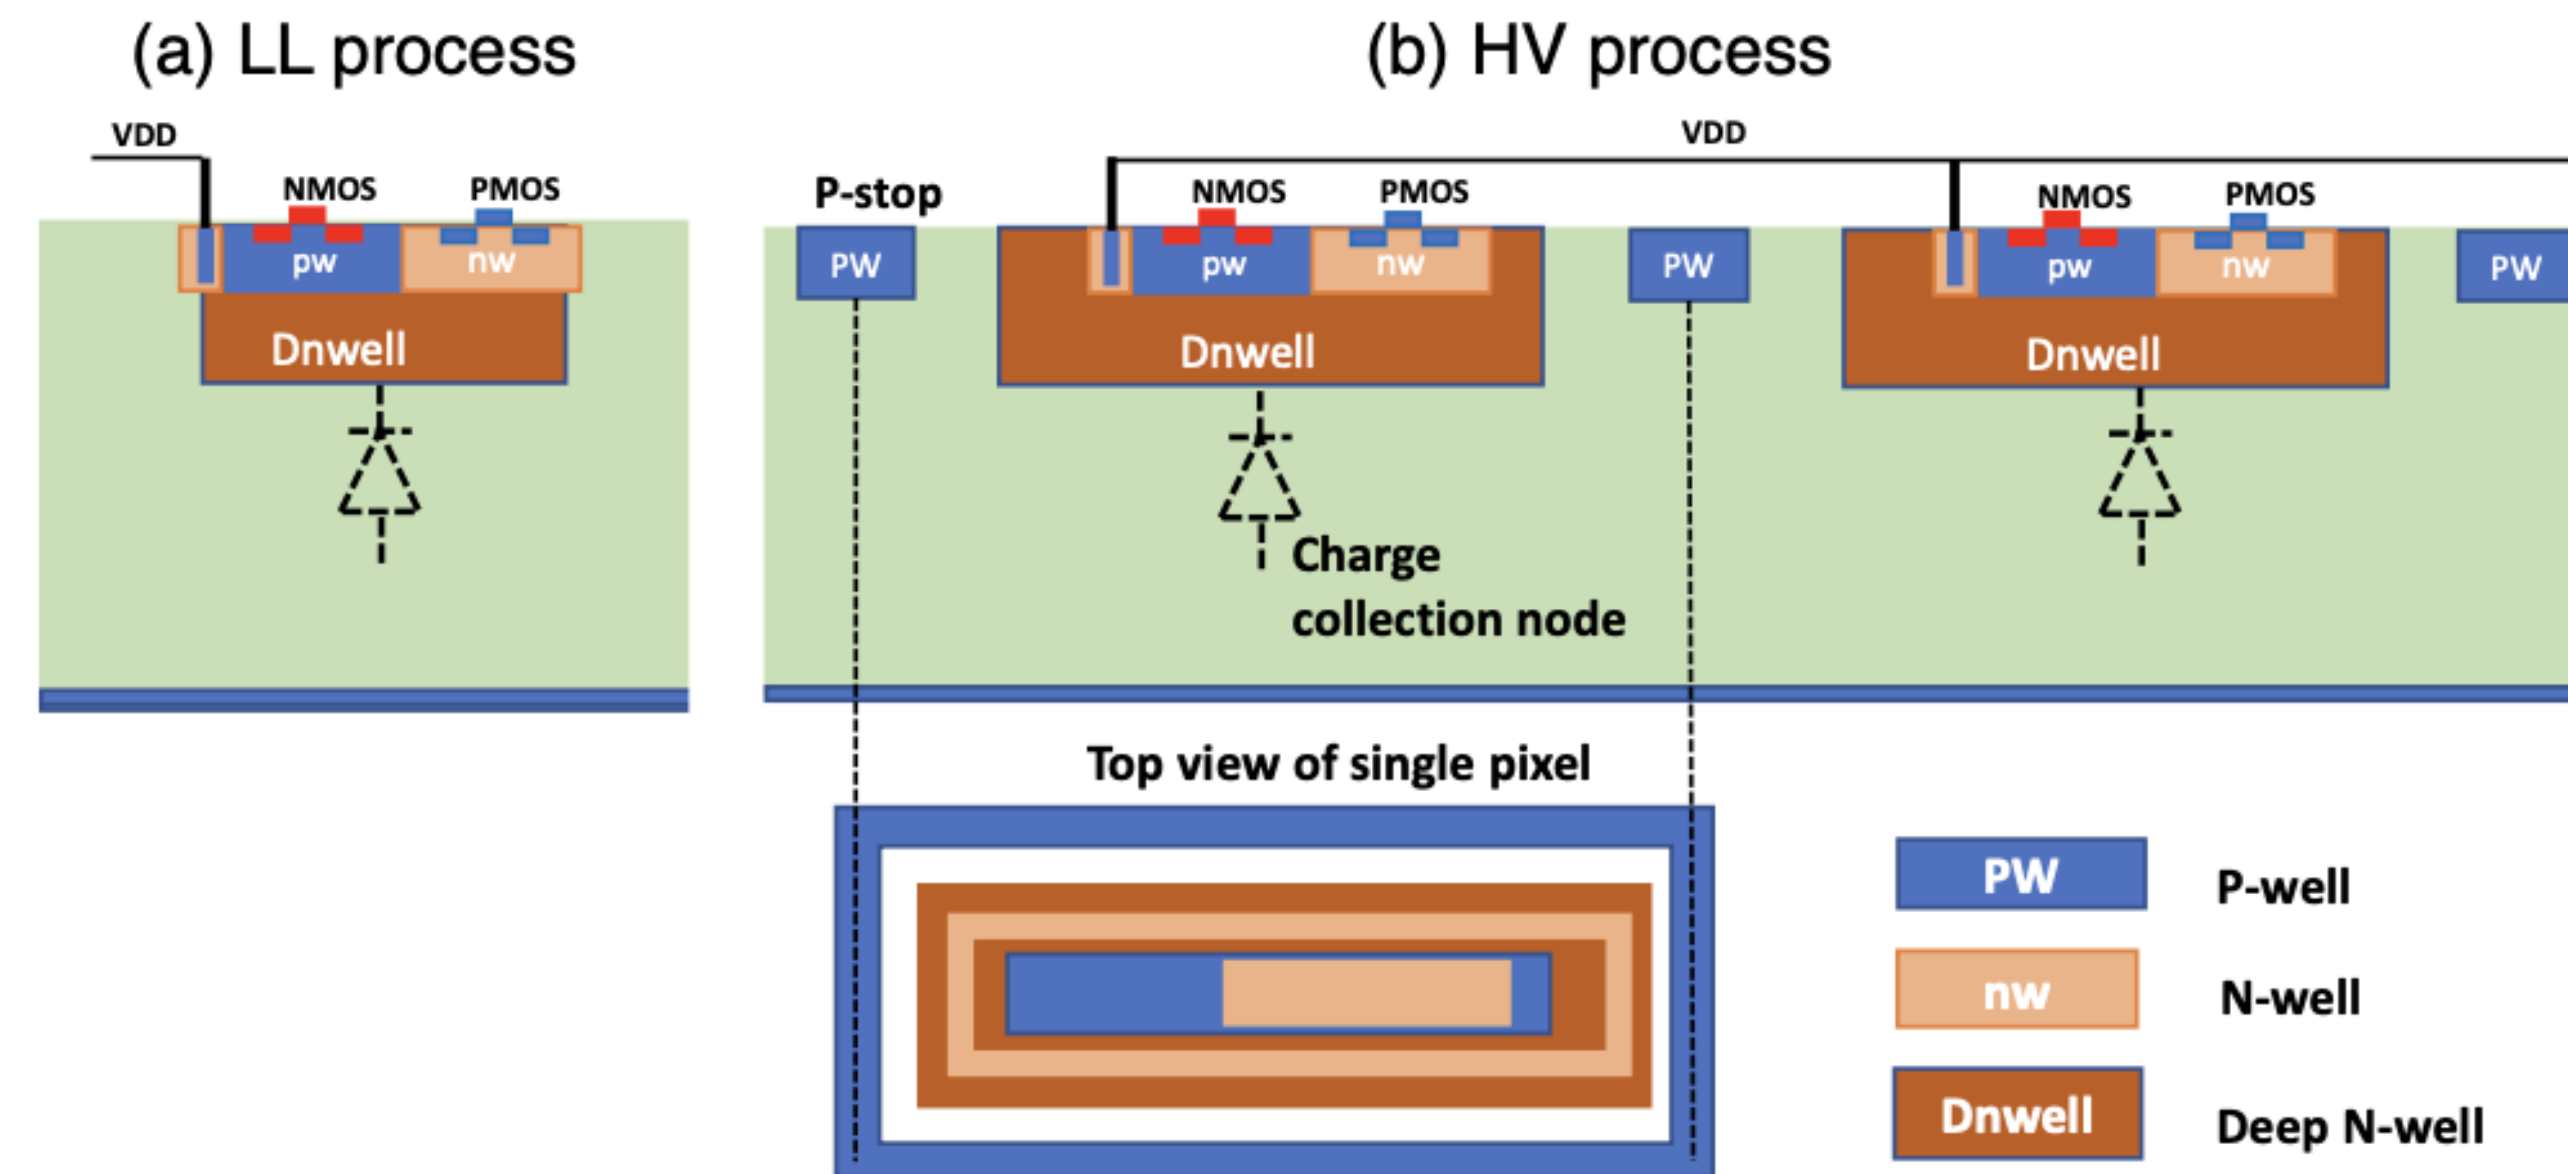 (a) LL process
(b) HV process
VDD
VDD
NMOS
PMOS
P-stop
NMOS
PMOS
NMOS
PMOS
pw
nw
PW
pw
nw
PW
pw
nw
PW
Dnwell
Dnwell
Dnwell
Charge
collection node
Top view of single pixel
PW
P-well
nw
N-well
Dnwell
Deep N-well